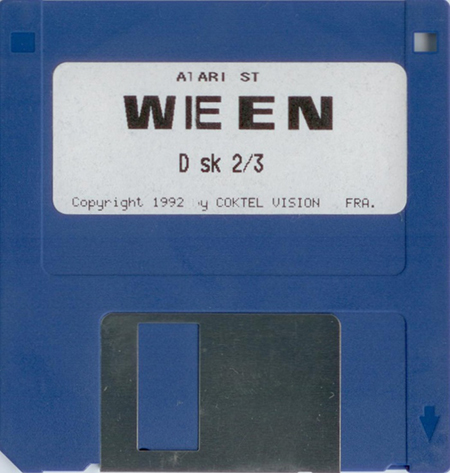 ATARI ST
WEEN
D sk 2/3
Copyright 1992 y COKTEL VISION FRA.